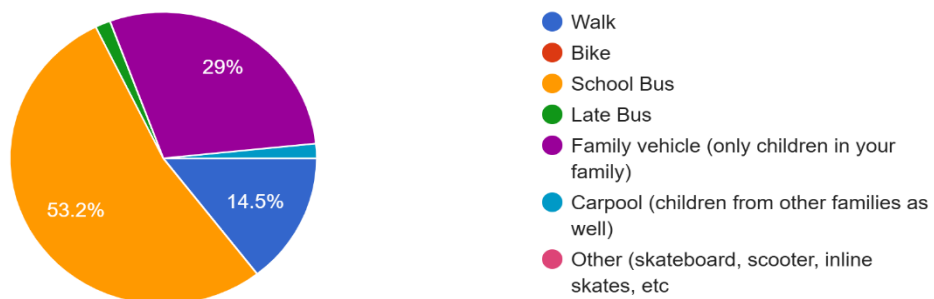 29%
53.2%
14.5%
Walk
Bike
School Bus
Late Bus
Family vehicle (only children in your
family)
Carpool (children from other families as
well)
Other (skateboard, scooter, inline
skates, etc